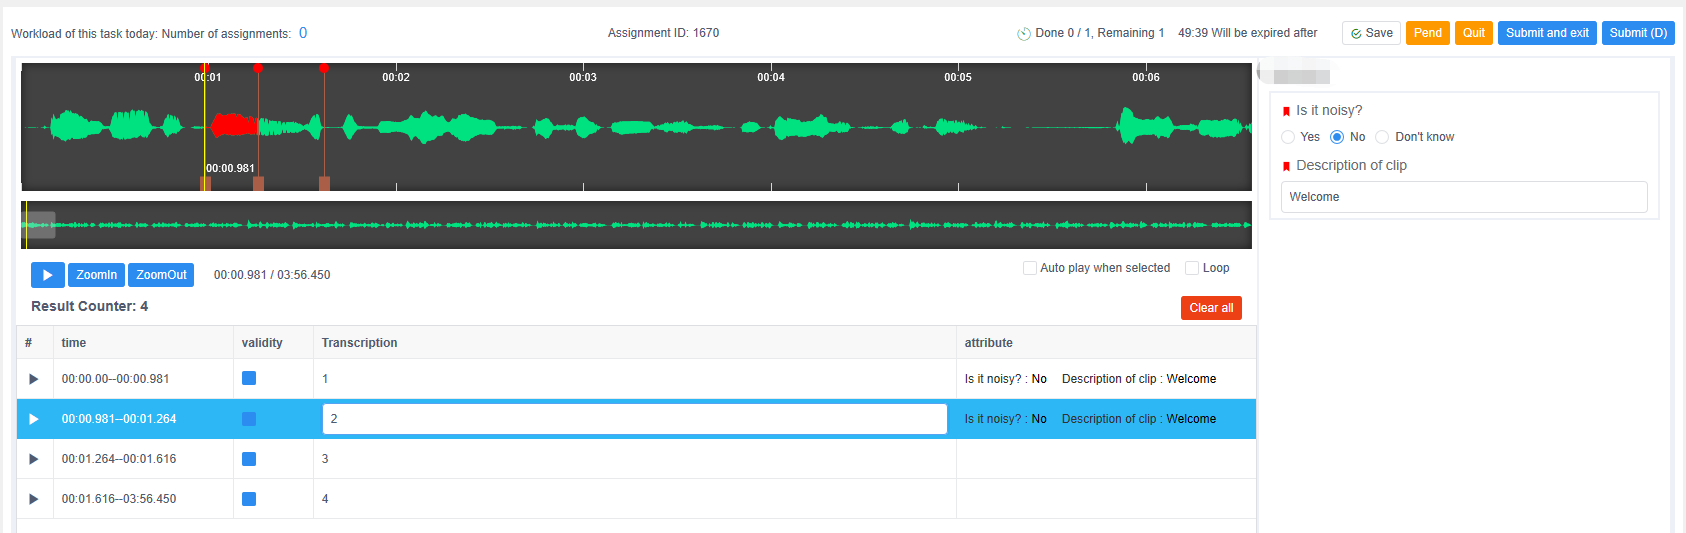 Workload of this task today: Number of assignments: 0
Assignment ID: 1670
Done 0 / 1, Remaining 1 49:39 Will be expired after
Save
Pend
Quit
Submit and exit
Submit (D)
00:01 00:02 00:03 00:04 00:05 00:06
00:00.981
Is it noisy?
Yes No Don't know
Description of clip
Welcome
ZoomIn ZoomOut 00:00.981 / 03:56.450
Auto play when selected Loop
Result Counter: 4
Clear all
# time validity Transcription attribute
00:00.00--00:00.981 1 Is it noisy? : No Description of clip : Welcome
00:00.981--00:01.264 2 Is it noisy? : No Description of clip : Welcome
00:01.264--00:01.616 3
00:01.616--03:56.450 4